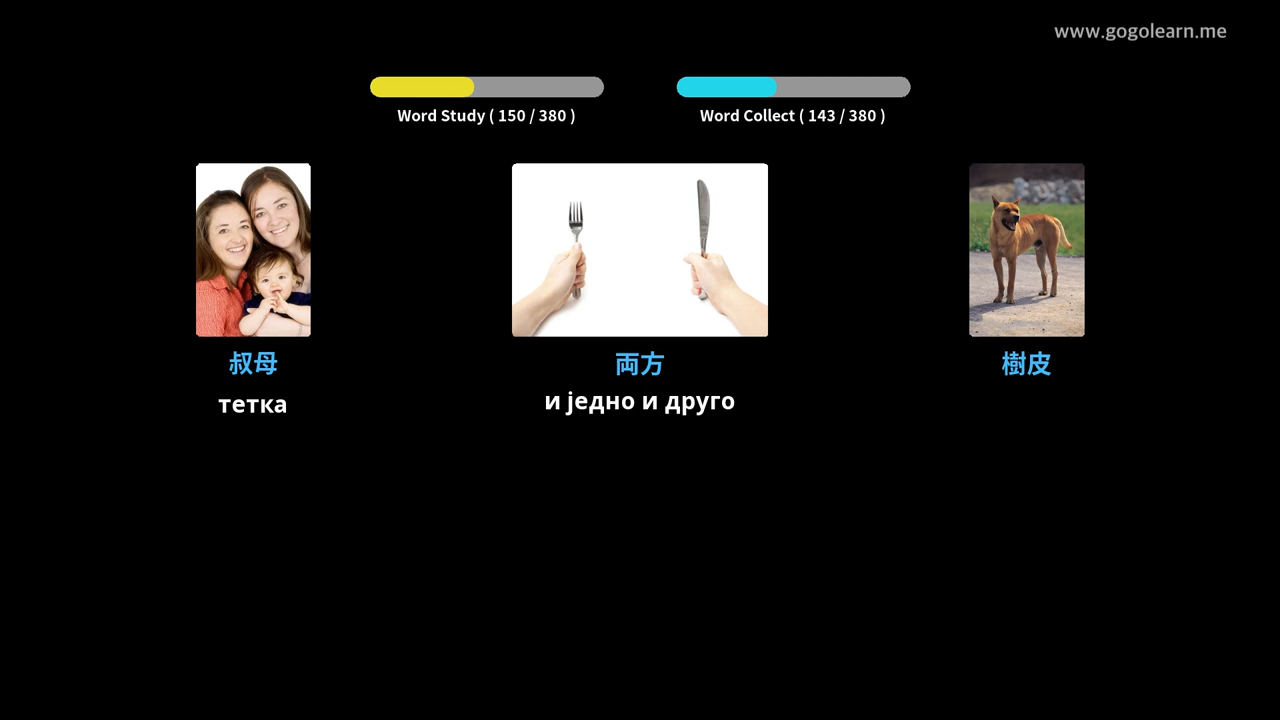 www.gogolearn.me
Word Study ( 150 / 380 )
Word Collect ( 143 / 380 )
叔母
両方
樹皮
тетка
и једно и друго